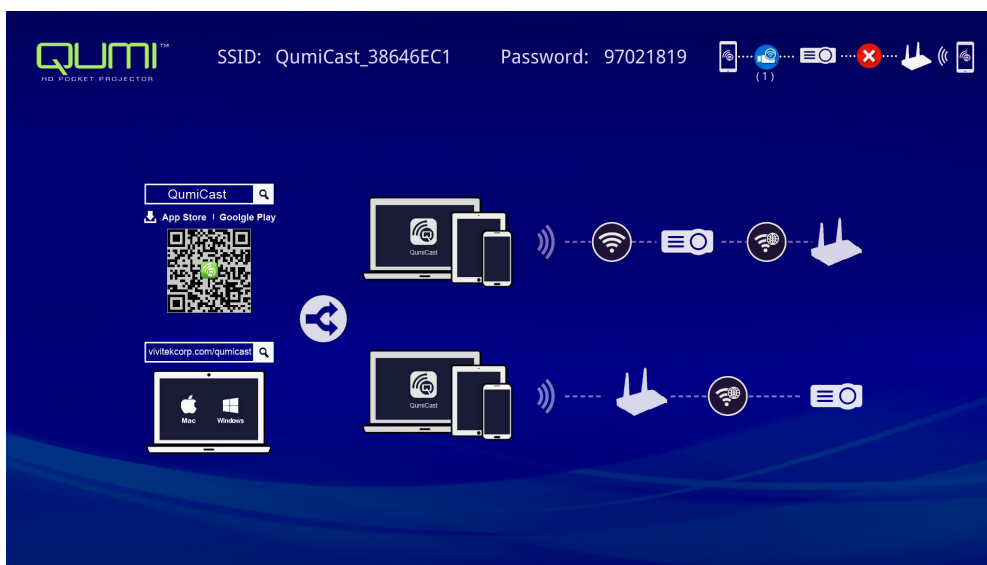 QUMI™
HD POCKET PROJECTOR
SSID: QumiCast_38646EC1
Password: 97021819
(1)
QumiCast
App Store | Goolgle Play
QumiCast
vivitekcorp.com/qumicast
Mac Windows
QumiCast